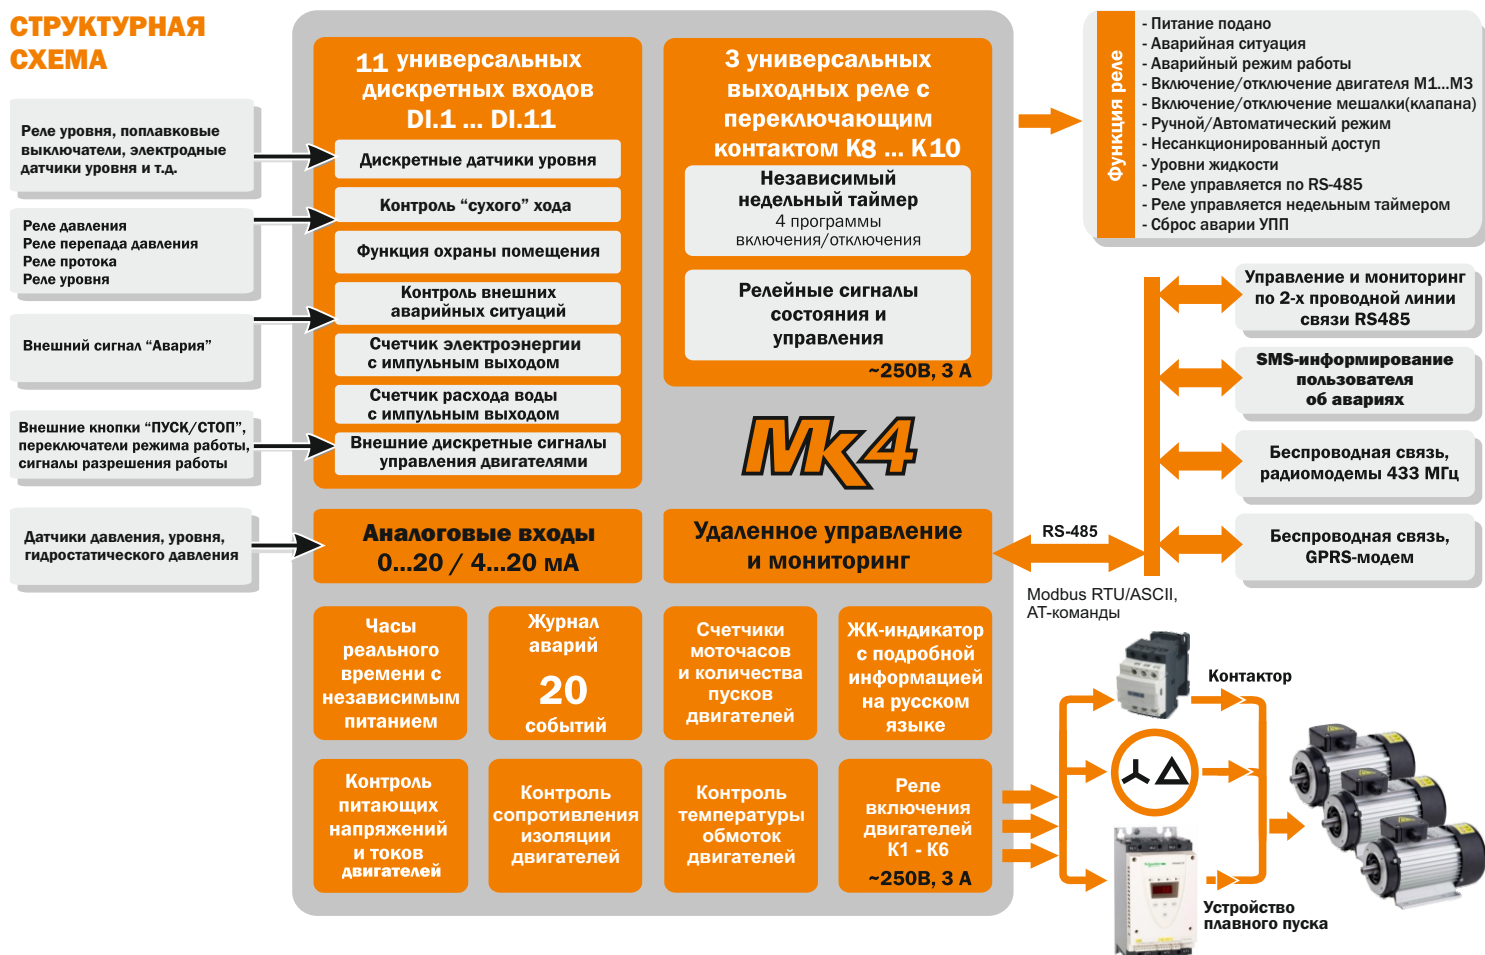 СТРУКТУРНАЯ
СХЕМА
Реле уровня, поплавковые
выключатели, электродные
датчики уровня и т.д.
Реле давления
Реле перепада давления
Реле протока
Реле уровня
Внешний сигнал “Авария”
Внешние кнопки “ПУСК/СТОП”,
переключатели режима работы,
сигналы разрешения работы
Датчики давления, уровня,
гидростатического давления
11 универсальных
дискретных входов
DI.1 ... DI.11
Дискретные датчики уровня
Контроль “сухого” хода
Функция охраны помещения
Контроль внешних
аварийных ситуаций
Счетчик электроэнергии
с импульным выходом
Счетчик расхода воды
с импульным выходом
Внешние дискретные сигналы
управления двигателями
3 универсальных
выходных реле с
переключающим
контактом К8 ... К10
Независимый
недельный таймер
4 программы
включения/отключения
Релейные сигналы
состояния и
управления
~250В, 3 А
МК4
Аналоговые входы
0...20 / 4...20 мА
Удаленное управление
и мониторинг
Часы
реального
времени с
независимым
питанием
Журнал
аварий
20
событий
Счетчики
моточасов
и количества
пусков
двигателей
ЖК-индикатор
с подробной
информацией
на русском
языке
Контроль
питающих
напряжений
и токов
двигателей
Контроль
сопротивления
изоляции
двигателей
Контроль
температуры
обмоток
двигателей
Реле
включения
двигателей
К1 - К6
~250В, 3 А
Функция реле
- Питание подано
- Аварийная ситуация
- Аварийный режим работы
- Включение/отключение двигателя М1...М3
- Включение/отключение мешалки(клапана)
- Ручной/Автоматический режим
- Несанкционированный доступ
- Уровни жидкости
- Реле управляется по RS-485
- Реле управляется недельным таймером
- Сброс аварии УПП
Управление и мониторинг
по 2-х проводной линии
связи RS485
SMS-информирование
пользователя
об авариях
Беспроводная связь,
радиомодемы 433 МГц
Беспроводная связь,
GPRS-модем
RS-485
Modbus RTU/ASCII,
АТ-команды
Контактор
Устройство
плавного пуска